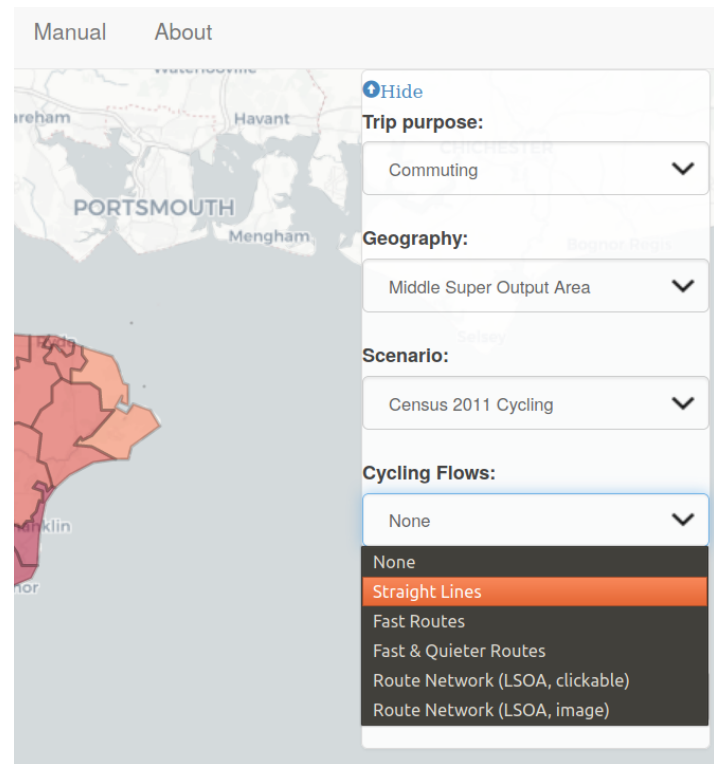 Manual About
Hide
Trip purpose:
Havant
CHICHESTER
Commuting
PORTSMOUTH
Mengham
Geography:
Bognor Regis
Middle Super Output Area
Selsey
Ryde
Scenario:
Census 2011 Cycling
Cycling Flows:
None
None
Straight Lines
Fast Routes
Fast & Quieter Routes
Route Network (LSOA, clickable)
Route Network (LSOA, image)